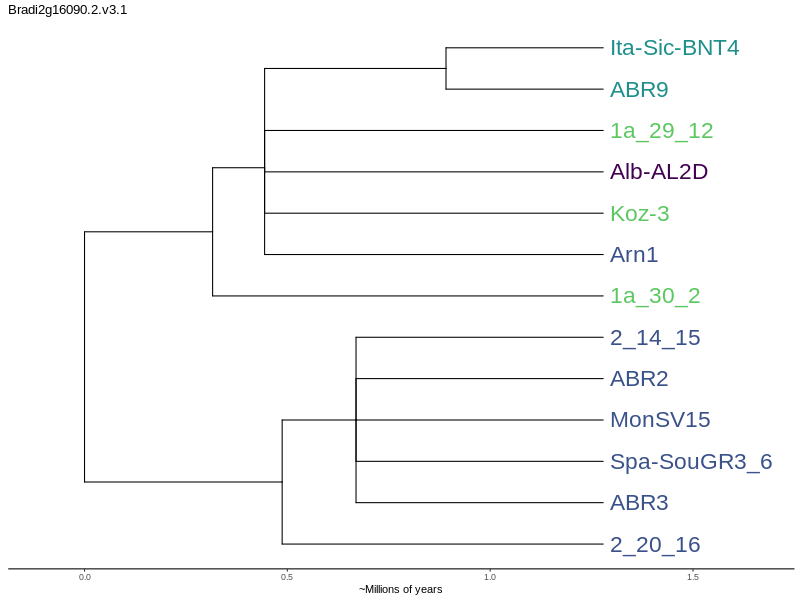 Bradi2g16090.2.v3.1
Ita-Sic-BNT4
ABR9
1a_29_12
Alb-AL2D
Koz-3
Arn1
1a_30_2
2_14_15
ABR2
MonSV15
Spa-SouGR3_6
ABR3
2_20_16
0.0 0.5 1.0 1.5
~Millions of years